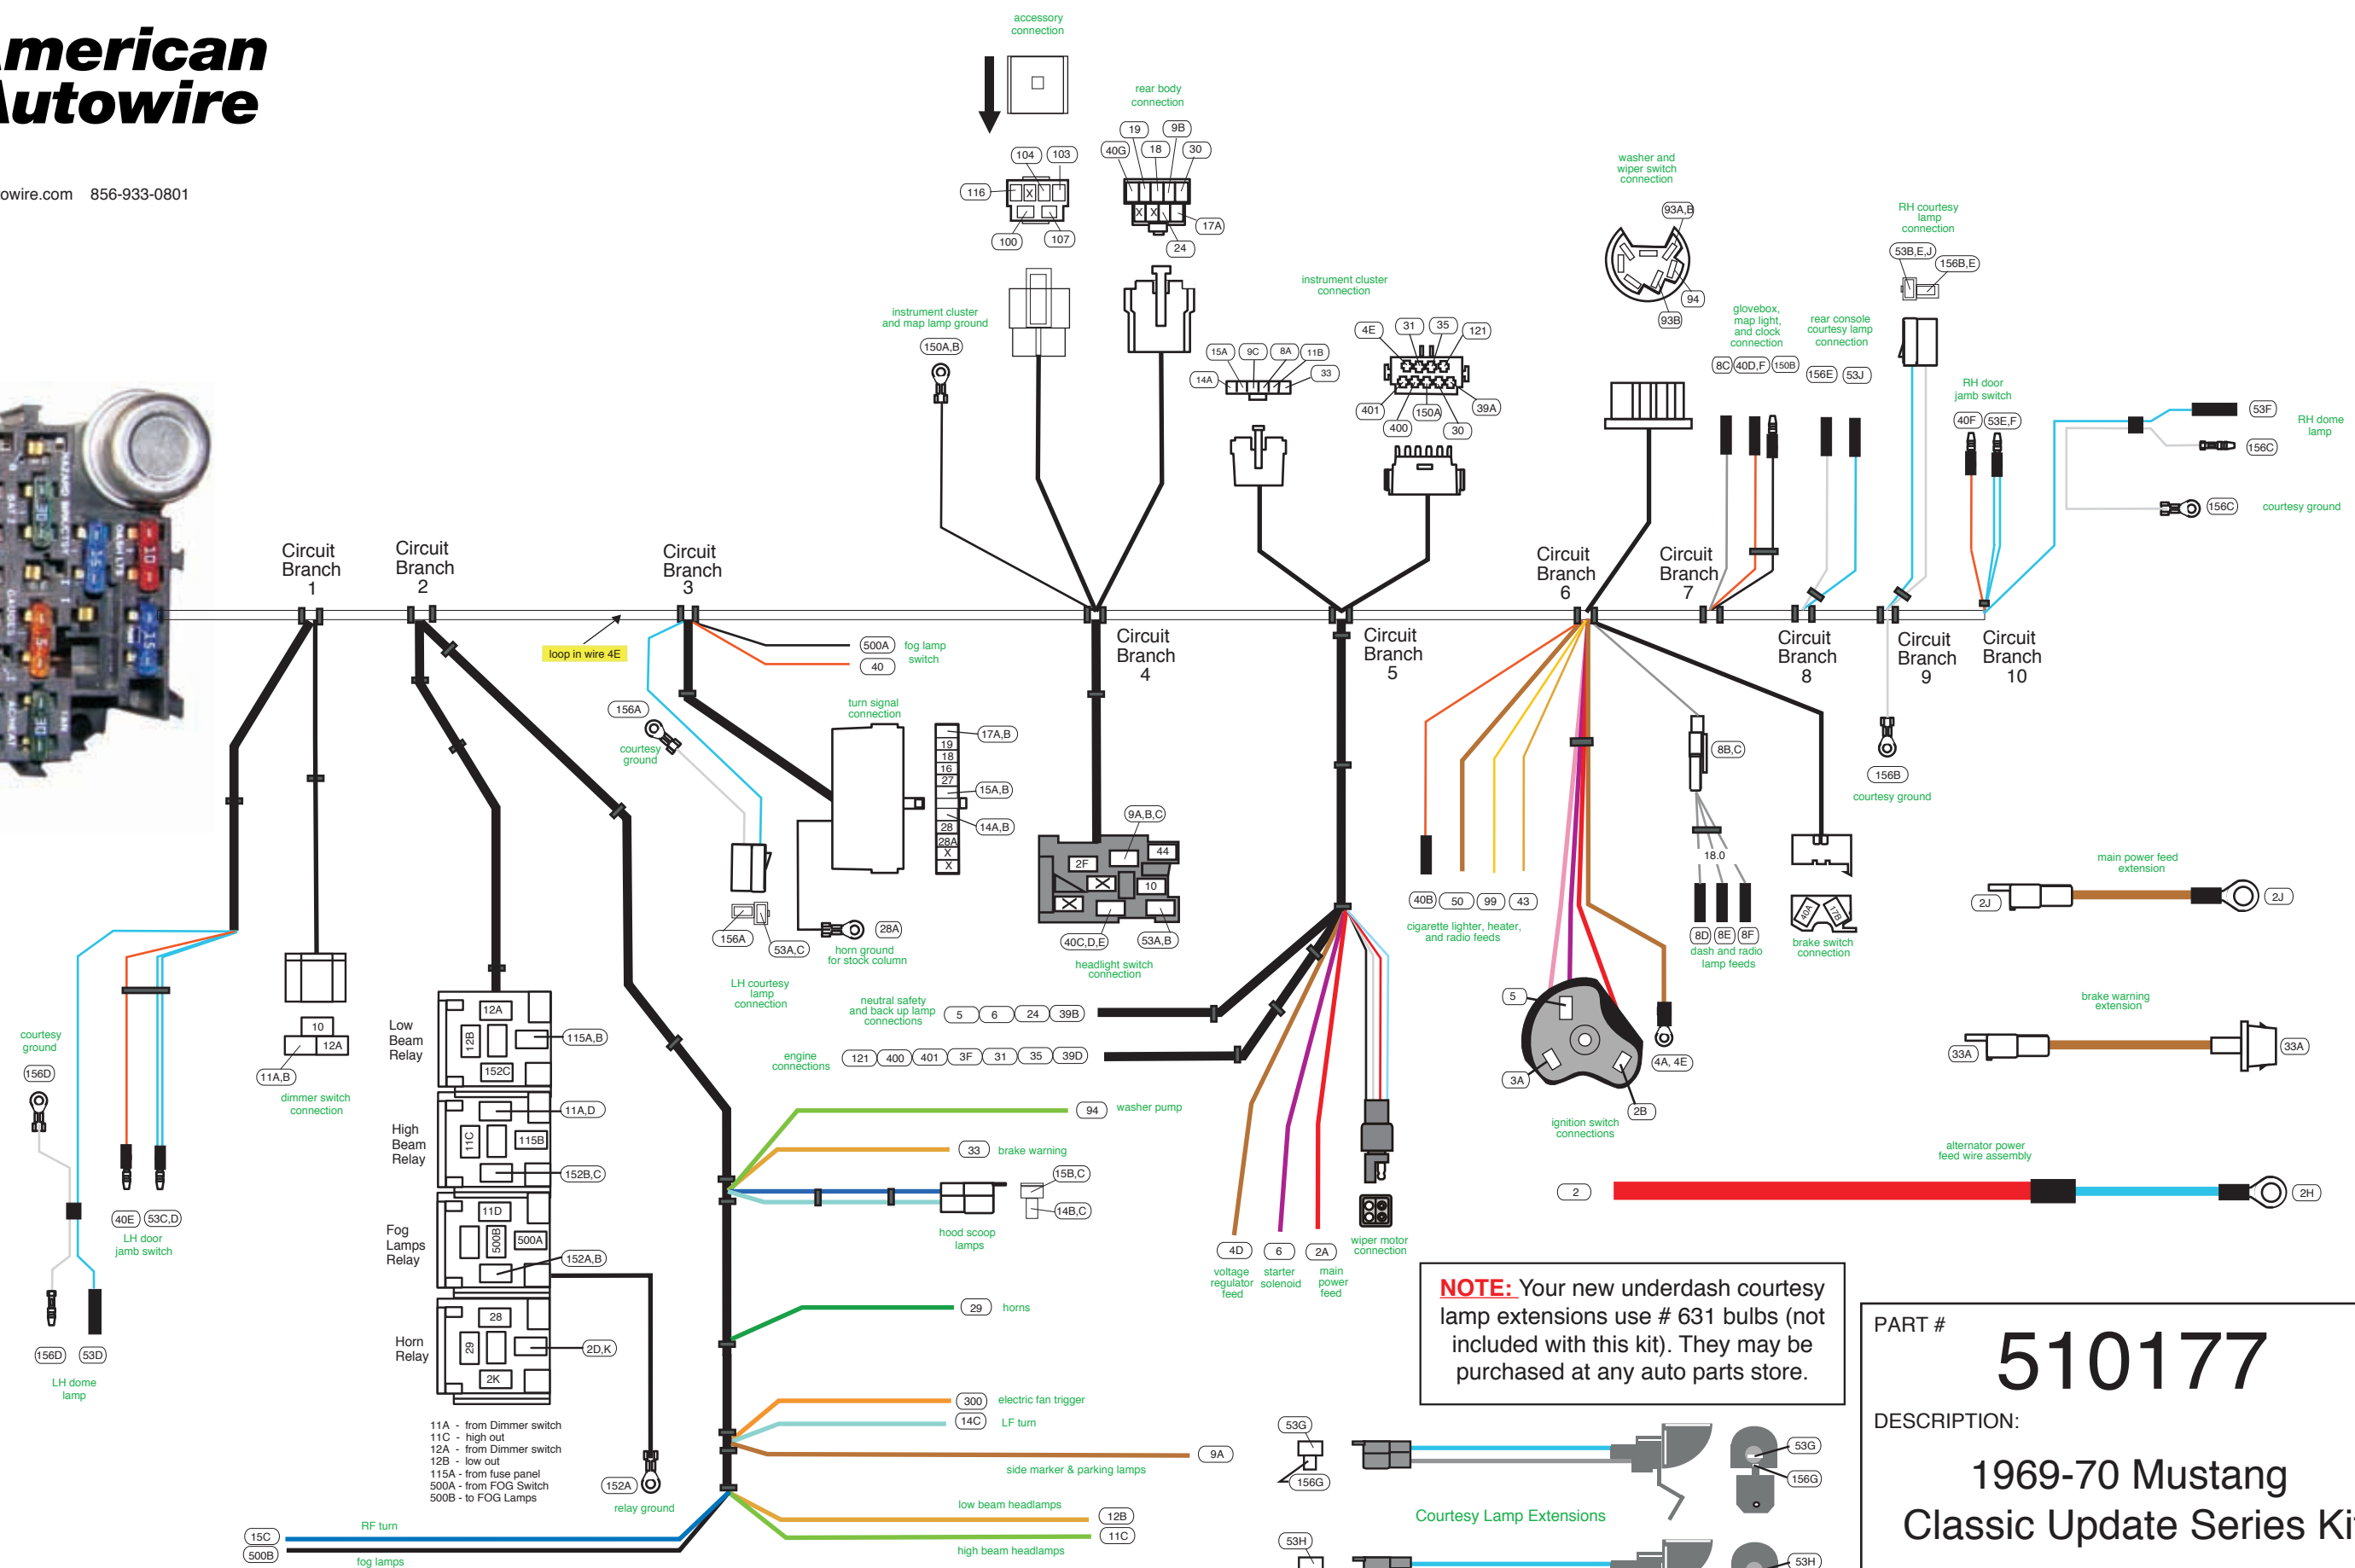 merican
Autowire
owire.com 856-933-0801
accessory
connection
104
103
116
X
100
107
rear body
connection
19
9B
40G
18
30
X X
17A
24
instrument cluster
and map lamp ground
150A,B
instrument cluster
connection
15A
9C
8A
11B
14A
33
4E
31
35
121
401
150A
39A
400
30
washer and
wiper switch
connection
93A,B
94
93B
glovebox,
map light,
and clock
connection
8C
40D,F
150B
rear console
courtesy lamp
connection
156E
53J
RH courtesy
lamp
connection
53B,E,J
156B,E
RH door
jamb switch
40F
53E,F
53F
RH dome
lamp
156C
156C
courtesy ground
Circuit
Branch
1
Circuit
Branch
2
Circuit
Branch
3
Circuit
Branch
4
Circuit
Branch
5
Circuit
Branch
6
Circuit
Branch
7
Circuit
Branch
8
Circuit
Branch
9
Circuit
Branch
10
loop in wire 4E
500A
fog lamp
switch
40
156A
courtesy
ground
turn signal
connection
17A,B
19
18
16
27
15A,B
14A,B
28
28A
X
X
156A
53A,C
LH courtesy
lamp
connection
28A
horn ground
for stock column
9A,B,C
2F
44
X
10
X
40C,D,E
53A,B
headlight switch
connection
neutral safety
and back up lamp
connections
5
6
24
39B
engine
connections
121
400
401
3F
31
35
39D
40B
50
99
43
cigarette lighter, heater,
and radio feeds
8B,C
18.0
8D
8E
8F
dash and radio
lamp feeds
40A
17B
brake switch
connection
156B
courtesy ground
main power feed
extension
2J
2J
brake warning
extension
33A
33A
alternator power
feed wire assembly
2
2H
5
3A
2B
4A, 4E
ignition switch
connections
courtesy
ground
156D
40E
53C,D
LH door
jamb switch
156D
53D
LH dome
lamp
10
12A
11A,B
dimmer switch
connection
Low
Beam
Relay
12A
12B
115A,B
152C
High
Beam
Relay
11A,D
11C
115B
152B,C
Fog
Lamps
Relay
11D
500B
500A
152A,B
Horn
Relay
28
29
2D,K
2K
11A - from Dimmer switch
11C - high out
12A - from Dimmer switch
12B - low out
115A - from fuse panel
500A - from FOG Switch
500B - to FOG Lamps
152A
relay ground
94
washer pump
33
brake warning
15B,C
14B,C
hood scoop
lamps
29
horns
300
electric fan trigger
14C
LF turn
9A
side marker & parking lamps
low beam headlamps
12B
11C
high beam headlamps
15C
RF turn
500B
fog lamps
4D
6
2A
voltage
regulator
feed
starter
solenoid
main
power
feed
wiper motor
connection
NOTE: Your new underdash courtesy
lamp extensions use # 631 bulbs (not
included with this kit). They may be
purchased at any auto parts store.
53G
156G
53G
156G
Courtesy Lamp Extensions
53H
53H
PART #
510177
DESCRIPTION:
1969-70 Mustang
Classic Update Series Kit